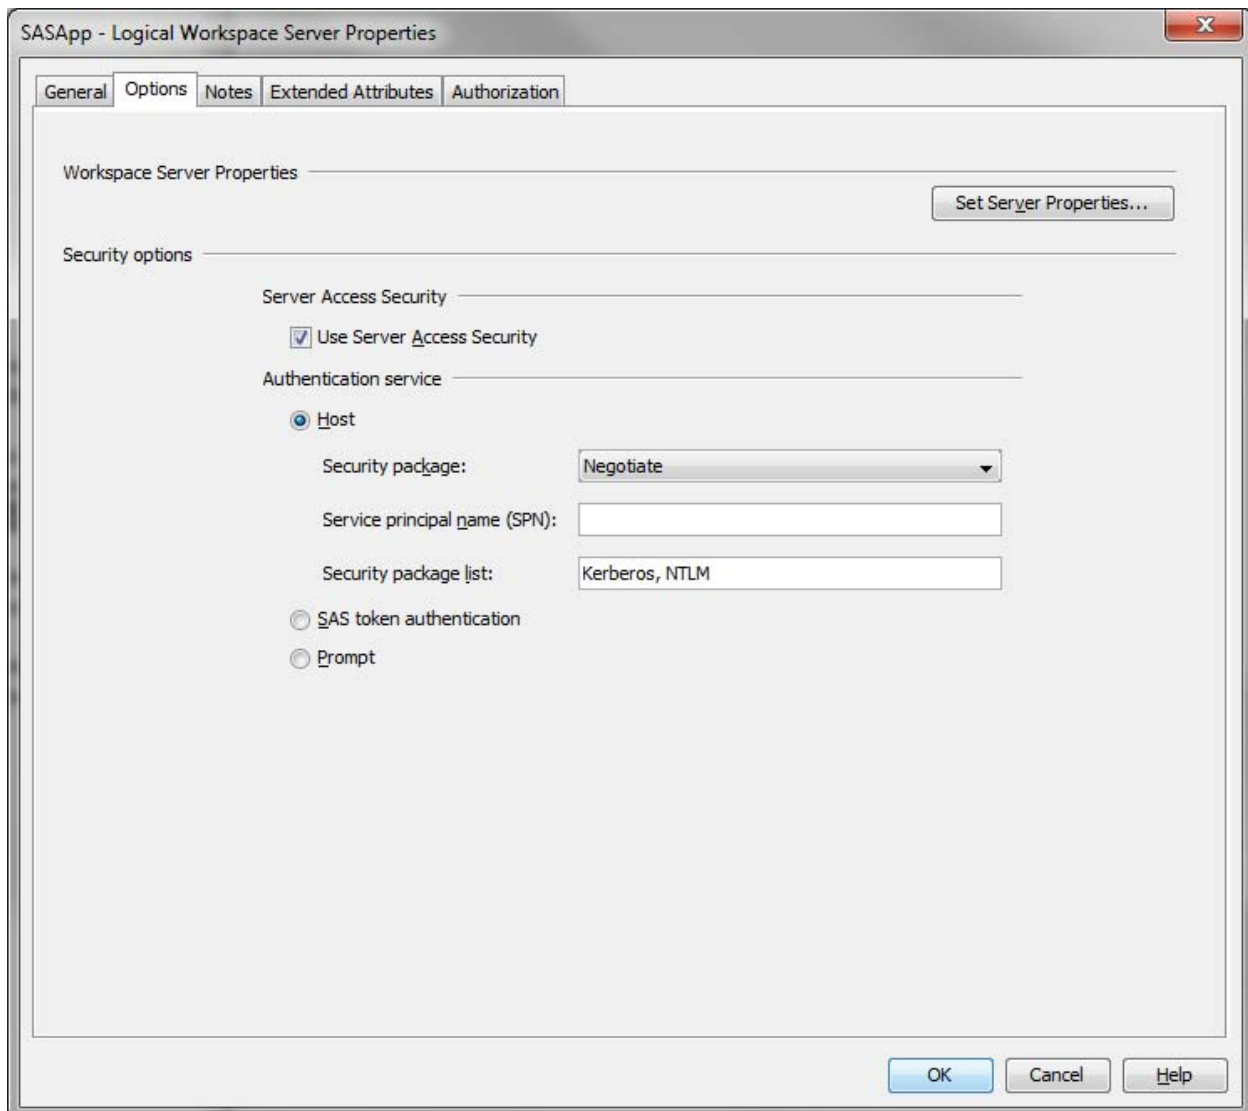 SASApp - Logical Workspace Server Properties
General Options Notes Extended Attributes Authorization
Workspace Server Properties
Set Server Properties...
Security options
Server Access Security
Use Server Access Security
Authentication service
Host
Security package: Negotiate
Service principal name (SPN):
Security package list: Kerberos, NTLM
SAS token authentication
Prompt
OK Cancel Help